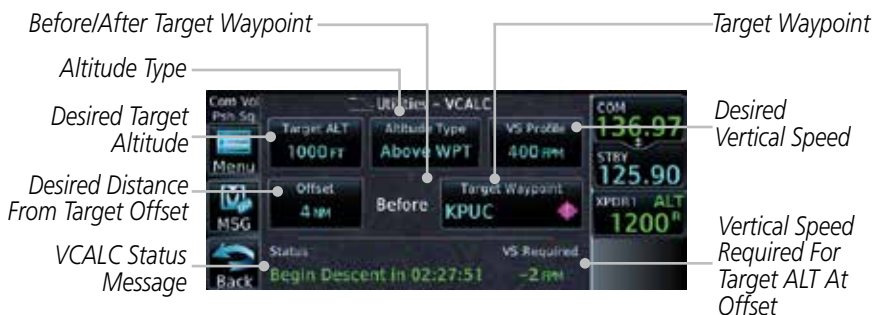 Before/After Target Waypoint
Target Waypoint
Altitude Type
Desired Target
Altitude
Desired
Vertical Speed
Desired Distance
From Target Offset
VCALC Status
Message
Vertical Speed
Required For
Target ALT At
Offset
Com Vol
Psh Sq
Utilities – VCALC
COM
136.97
Target ALT
1000 FT
Altitude Type
Above WPT
VS Profile
400 FPM
STBY
125.90
Menu
Offset
4 NM
Before
Target Waypoint
KPUC
XPDR1 ALT
1200 R
MSG
Status
Begin Descent in 02:27:51
VS Required
-2 FPM
Back